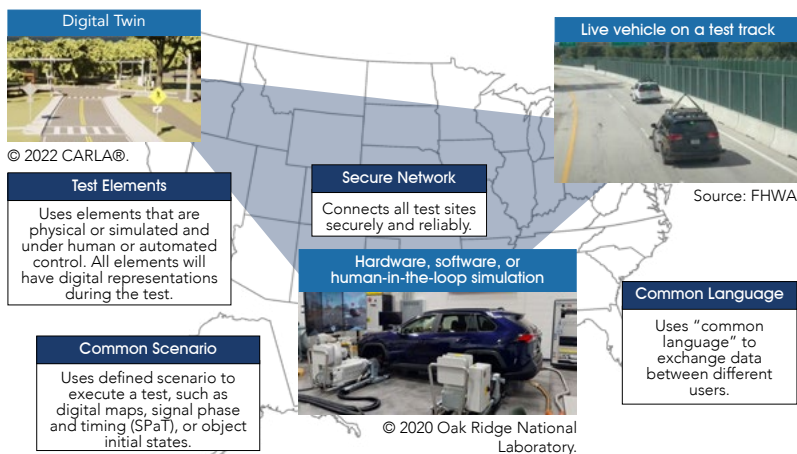 Digital Twin
© 2022 CARLA®.
Live vehicle on a test track
Source: FHWA
Test Elements
Uses elements that are
physical or simulated and
under human or automated
control. All elements will
have digital representations
during the test.
Secure Network
Connects all test sites
securely and reliably.
Hardware, software, or
human-in-the-loop simulation
© 2020 Oak Ridge National
Laboratory.
Common Language
Uses “common
language” to
exchange data
between different
users.
Common Scenario
Uses defined scenario to
execute a test, such as
digital maps, signal phase
and timing (SPaT), or object
initial states.